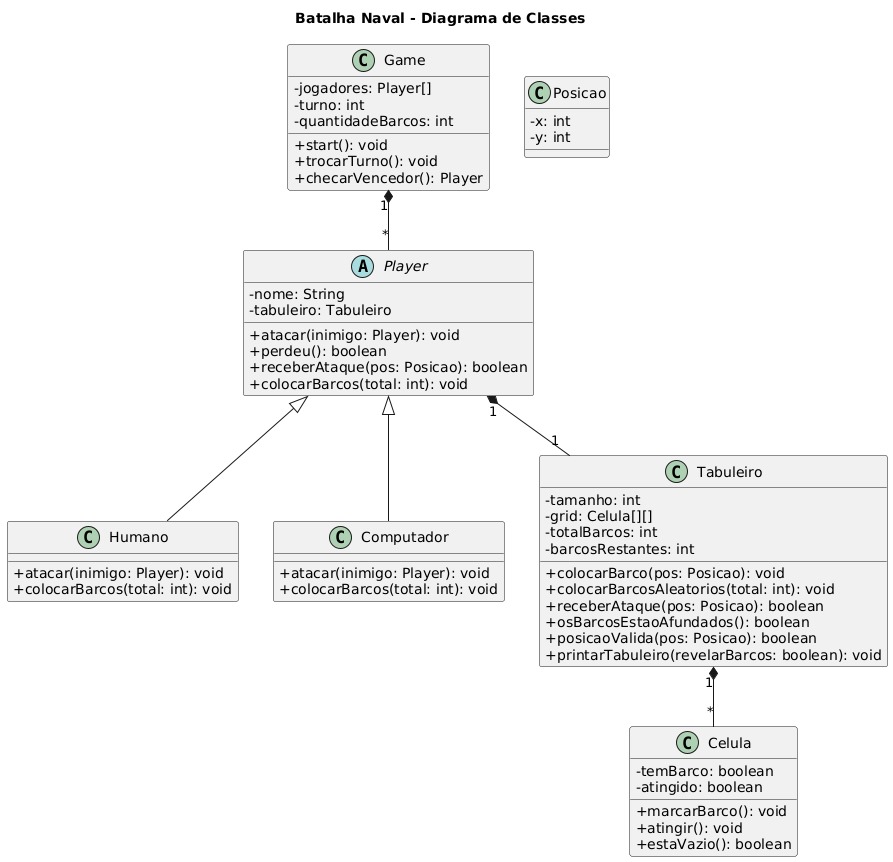 Batalha Naval - Diagrama de Classes
C Game
-jogadores: Player[]
-turno: int
-quantidadeBarcos: int
+start(): void
+trocarTurno(): void
+checarVencedor(): Player
C Posicao
-x: int
-y: int
1
*
A Player
-nome: String
-tabuleiro: Tabuleiro
+atacar(inimigo: Player): void
+perdeu(): boolean
+receberAtaque(pos: Posicao): boolean
+colocarBarcos(total: int): void
1
1
C Humano
+atacar(inimigo: Player): void
+colocarBarcos(total: int): void
C Computador
+atacar(inimigo: Player): void
+colocarBarcos(total: int): void
C Tabuleiro
-tamanho: int
-grid: Celula[][]
-totalBarcos: int
-barcosRestantes: int
+colocarBarco(pos: Posicao): void
+colocarBarcosAleatorios(total: int): void
+receberAtaque(pos: Posicao): boolean
+osBarcosEstaoAfundados(): boolean
+posicaoValida(pos: Posicao): boolean
+printarTabuleiro(revelarBarcos: boolean): void
1
*
C Celula
-temBarco: boolean
-atingido: boolean
+marcarBarco(): void
+atingir(): void
+estaVazio(): boolean